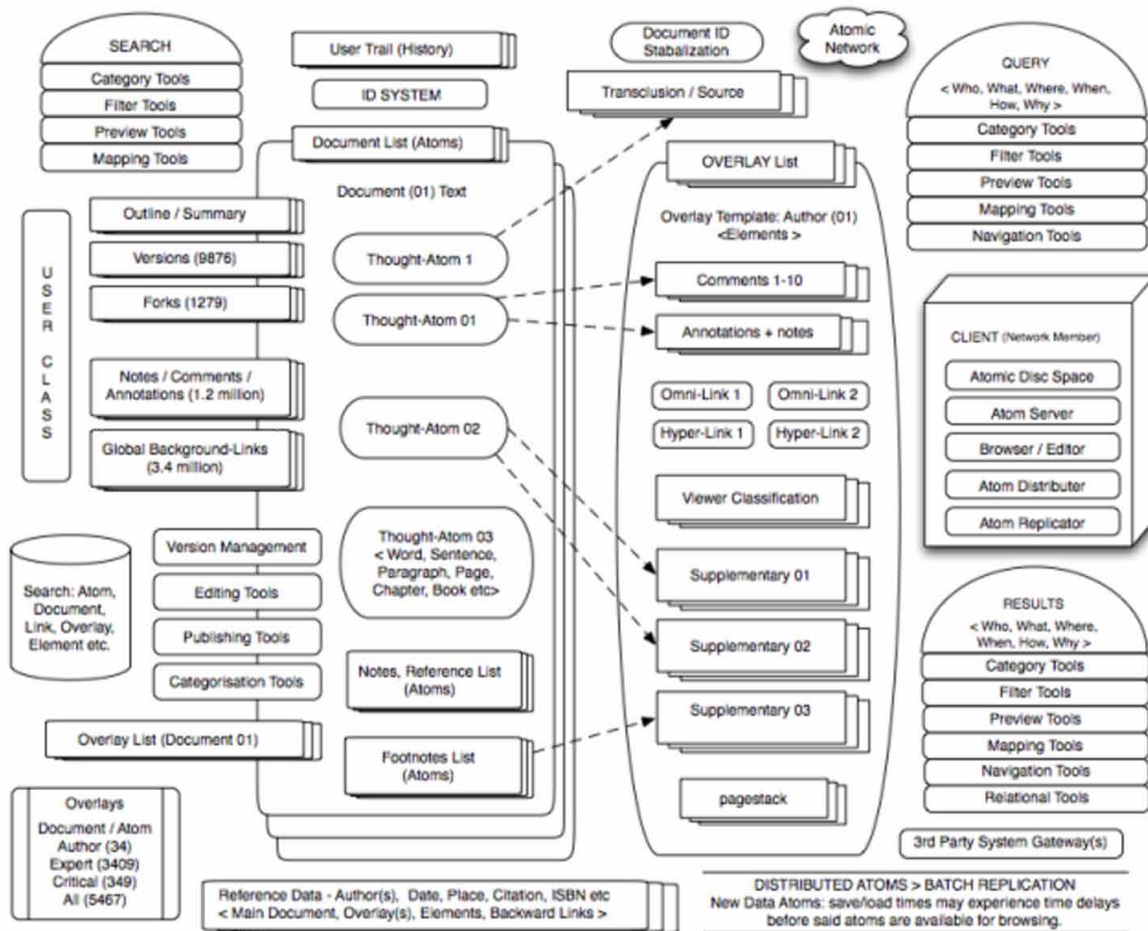 SEARCH
Category Tools
Filter Tools
Preview Tools
Mapping Tools
User Trail (History)
ID SYSTEM
Document ID
Stabalization
Atomic
Network
Transclusion / Source
QUERY
< Who, What, Where, When,
How, Why >
Category Tools
Filter Tools
Preview Tools
Mapping Tools
Navigation Tools
USER CLASS
Outline / Summary
Versions (9876)
Forks (1279)
Notes / Comments /
Annotations (1.2 million)
Global Background-Links
(3.4 million)
Document List (Atoms)
Document (01) Text
Thought-Atom 1
Thought-Atom 01
Thought-Atom 02
Thought-Atom 03
< Word, Sentence,
Paragraph, Page,
Chapter, Book etc>
Notes, Reference List
(Atoms)
Footnotes List
(Atoms)
OVERLAY List
Overlay Template: Author (01)
<Elements >
Comments 1-10
Annotations + notes
Omni-Link 1
Omni-Link 2
Hyper-Link 1
Hyper-Link 2
Viewer Classification
Supplementary 01
Supplementary 02
Supplementary 03
pagestack
CLIENT (Network Member)
Atomic Disc Space
Atom Server
Browser / Editor
Atom Distributer
Atom Replicator
Search: Atom,
Document,
Link, Overlay,
Element etc.
Version Management
Editing Tools
Publishing Tools
Categorisation Tools
Overlay List (Document 01)
RESULTS
< Who, What, Where,
When, How, Why >
Category Tools
Filter Tools
Preview Tools
Mapping Tools
Navigation Tools
Relational Tools
3rd Party System Gateway(s)
Overlays
Document / Atom
Author (34)
Expert (3409)
Critical (349)
All (5467)
Reference Data - Author(s), Date, Place, Citation, ISBN etc
< Main Document, Overlay(s), Elements, Backward Links >
DISTRIBUTED ATOMS > BATCH REPLICATION
New Data Atoms: save/load times may experience time delays
before said atoms are available for browsing.